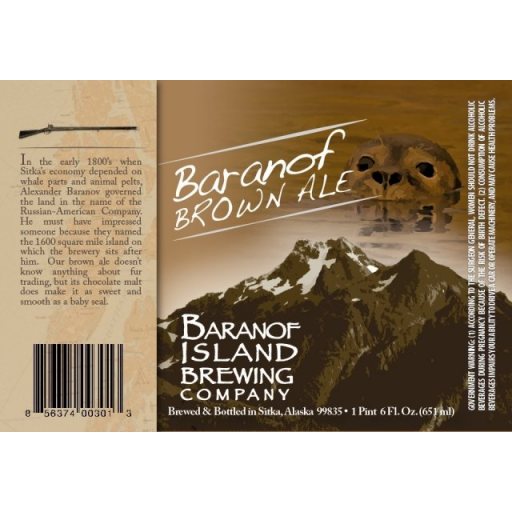 In the early 1800's when
Sitka's economy depended on
whale parts and animal pelts,
Alexander Baranov governed
the land in the name of the
Russian-American Company.
He must have impressed
someone because they named
the 1600 square mile island on
which the brewery sits after
him. Our brown ale doesn't
know anything about fur
trading, but its chocolate malt
does make it as sweet and
smooth as a baby seal.
8 56374 00301 3
Baranof
BROWN ALE
BARANOF
ISLAND
BREWING
COMPANY
Brewed & Bottled in Sitka, Alaska 99835 • 1 Pint 6 Fl. Oz. (651 ml)
GOVERNMENT WARNING: (1) ACCORDING TO THE SURGEON GENERAL, WOMEN SHOULD NOT DRINK ALCOHOLIC
BEVERAGES DURING PREGNANCY BECAUSE OF THE RISK OF BIRTH DEFECT. (2) CONSUMPTION OF ALCOHOLIC
BEVERAGES IMPAIRS YOUR ABILITY TO DRIVE A CAR OR OPERATE MACHINERY, AND MAY CAUSE HEALTH PROBLEMS.